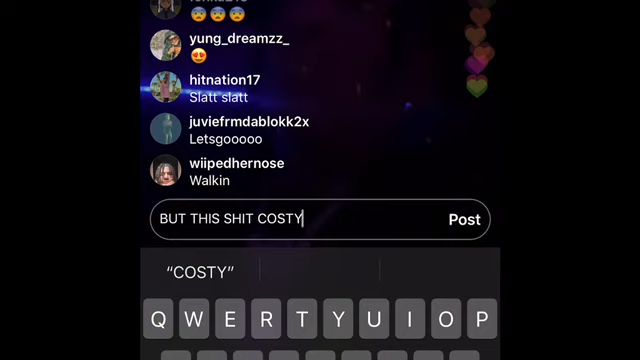 😨😨😨
yung_dreamzz_
😍
hitnation17
Slatt slatt
juviefrmdablokk2x
Letsgooooo
wiipedhernose
Walkin
BUT THIS SHIT COSTY
Post
“COSTY”
Q W E R T Y U I O P